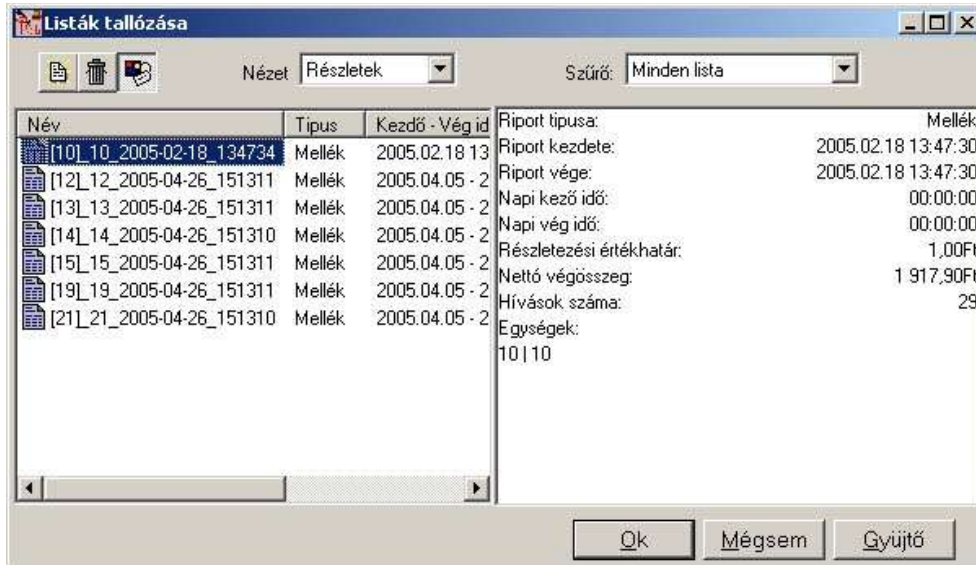 Listák tallózása
Nézet Részletek Szűrő: Minden lista
Név Tipus Kezdő - Vég id
[10]_10_2005-02-18_134734 Mellék 2005.02.18 13
[12]_12_2005-04-26_151311 Mellék 2005.04.05 - 2
[13]_13_2005-04-26_151311 Mellék 2005.04.05 - 2
[14]_14_2005-04-26_151310 Mellék 2005.04.05 - 2
[15]_15_2005-04-26_151311 Mellék 2005.04.05 - 2
[19]_19_2005-04-26_151311 Mellék 2005.04.05 - 2
[21]_21_2005-04-26_151310 Mellék 2005.04.05 - 2
Riport tipusa: Mellék
Riport kezdete: 2005.02.18 13:47:30
Riport vége: 2005.02.18 13:47:30
Napi kező idő: 00:00:00
Napi vég idő: 00:00:00
Részletezési értékhatár: 1,00Ft
Nettó végösszeg: 1 917,90Ft
Hívások száma: 29
Egységek:
10 | 10
Ok Mégsem Gyüjtő